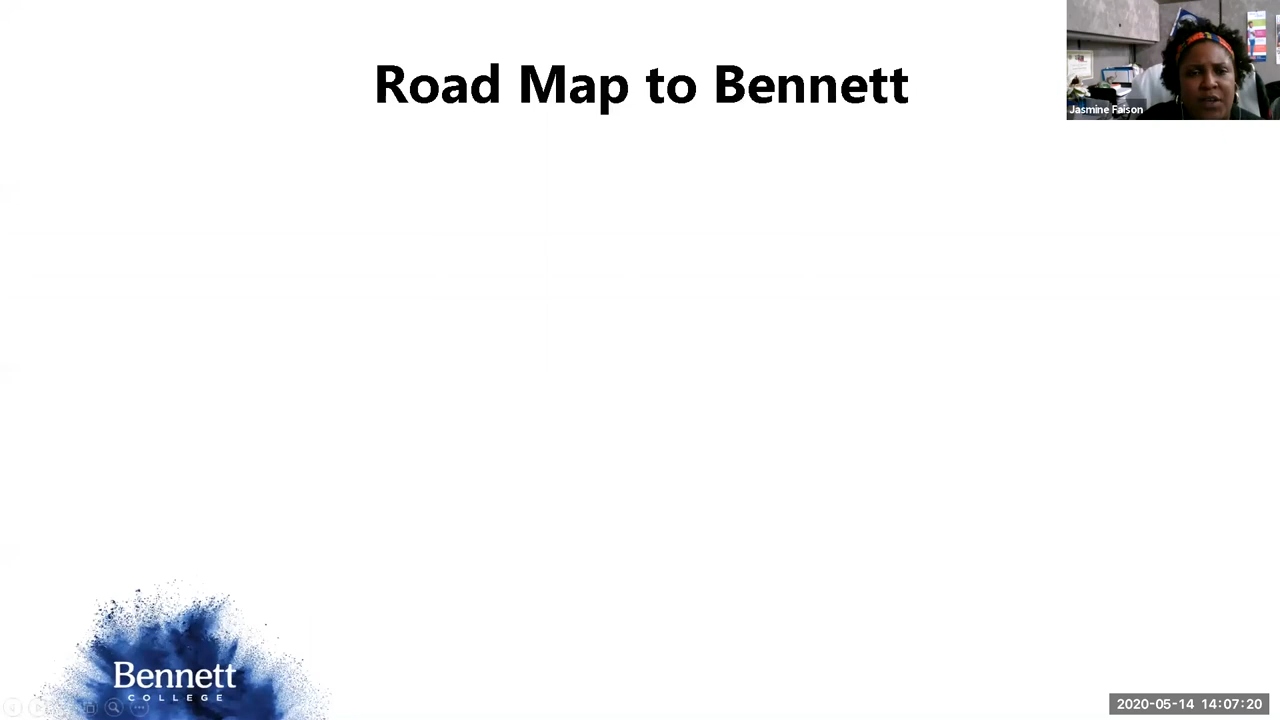 Road Map to Bennett
Jasmine Faison
Bennett
COLLEGE
2020-05-14 14:07:20